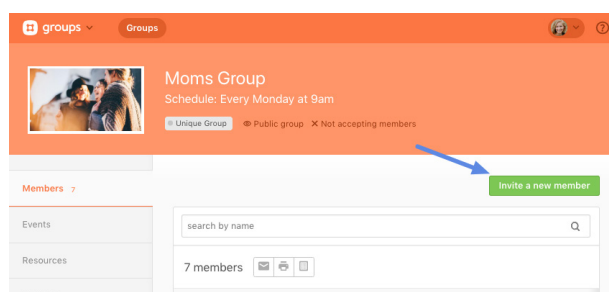 groups Groups
Moms Group
Schedule: Every Monday at 9am
Unique Group Public group Not accepting members
Members 7
Invite a new member
Events
search by name
Resources
7 members